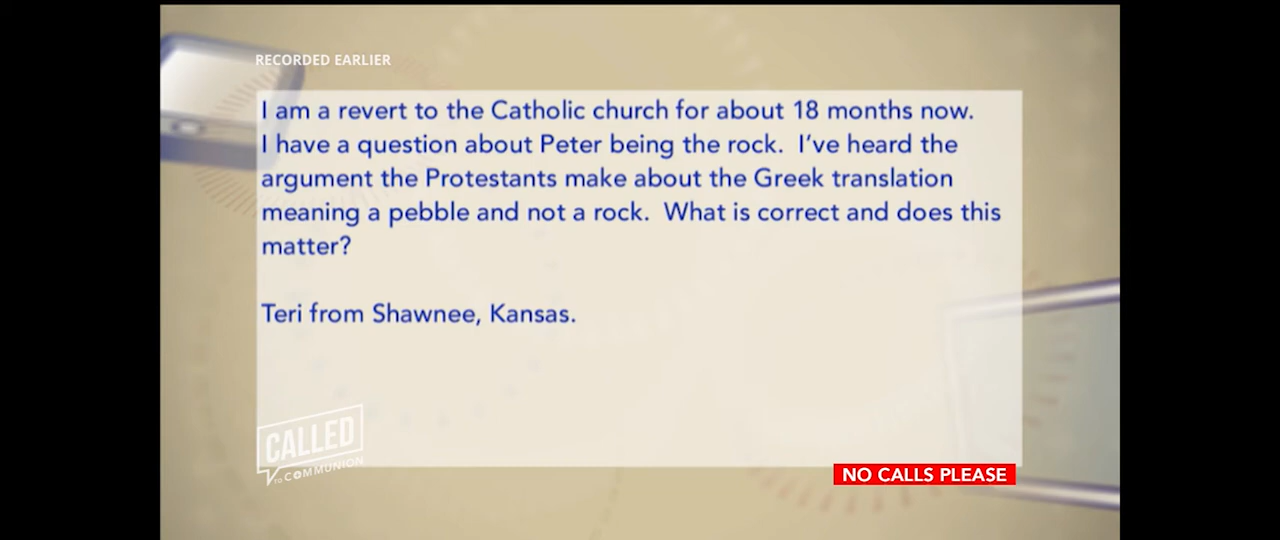 RECORDED EARLIER
I am a revert to the Catholic church for about 18 months now.
I have a question about Peter being the rock.  I've heard the
argument the Protestants make about the Greek translation
meaning a pebble and not a rock.  What is correct and does this
matter?
Teri from Shawnee, Kansas.
CALLED
TO COMMUNION
NO CALLS PLEASE